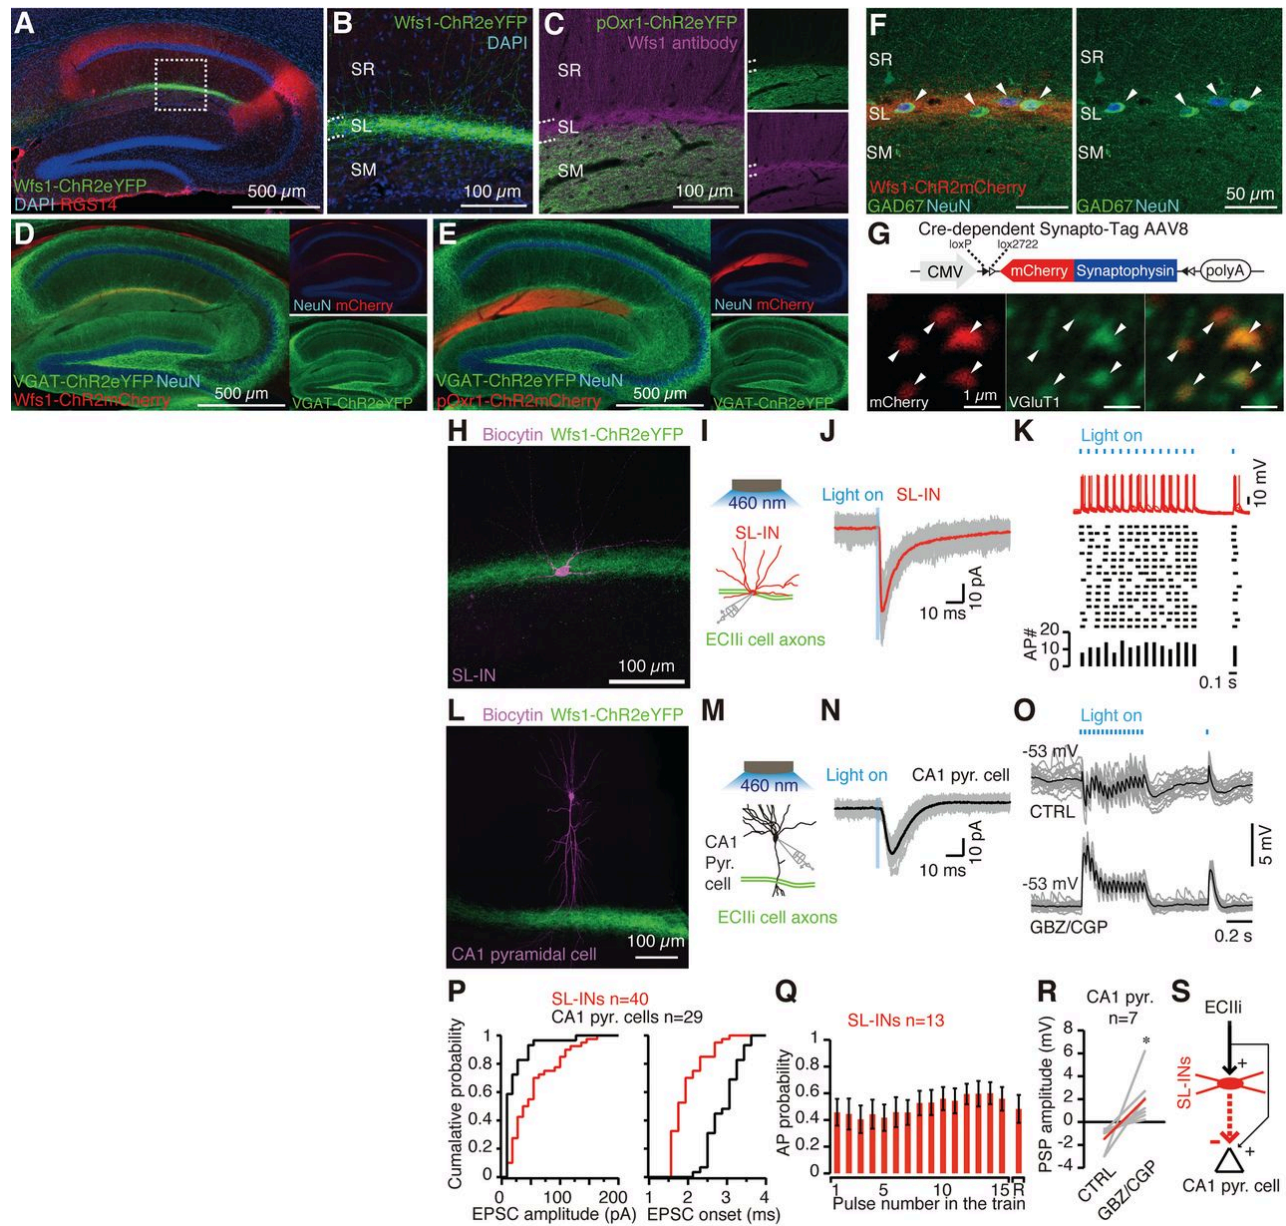 A
Wfs1-ChR2eYFP
DAPI RGS14
500 µm
B
Wfs1-ChR2eYFP
DAPI
SR
SL
SM
100 µm
C
pOxr1-ChR2eYFP
Wfs1 antibody
SR
SL
SM
100 µm
D
VGAT-ChR2eYFP NeuN
Wfs1-ChR2mCherry
500 µm
NeuN mCherry
VGAT-ChR2eYFP
E
VGAT-ChR2eYFP NeuN
pOxr1-ChR2mCherry
500 µm
NeuN mCherry
VGAT-ChR2eYFP
F
SR
SL
SM
Wfs1-ChR2mCherry
GAD67 NeuN
GAD67 NeuN
50 µm
G
Cre-dependent Synapto-Tag AAV8
loxP
lox2722
CMV
mCherry
Synaptophysin
polyA
mCherry
1 µm
VGluT1
H
Biocytin Wfs1-ChR2eYFP
SL-IN
100 µm
I
460 nm
SL-IN
ECIIi cell axons
J
Light on
SL-IN
10 ms
10 pA
K
Light on
10 mV
AP#
20
10
0
0.1 s
L
Biocytin Wfs1-ChR2eYFP
CA1 pyramidal cell
100 µm
M
460 nm
CA1
Pyr.
cell
ECIIi cell axons
N
Light on
CA1 pyr. cell
10 ms
10 pA
O
Light on
-53 mV
CTRL
-53 mV
GBZ/CGP
5 mV
0.2 s
P
SL-INs n=40
CA1 pyr. cells n=29
Cumalative probability
1
0.8
0.6
0.4
0.2
0
0
100
200
EPSC amplitude (pA)
1
2
3
4
EPSC onset (ms)
Q
SL-INs n=13
AP probability
1
0.8
0.6
0.4
0.2
0
1
5
10
15
R
Pulse number in the train
R
CA1 pyr.
n=7
PSP amplitude (mV)
8
6
4
2
0
-2
-4
*
CTRL
GBZ/CGP
S
ECIIi
+
SL-INs
-
+
CA1 pyr. cell